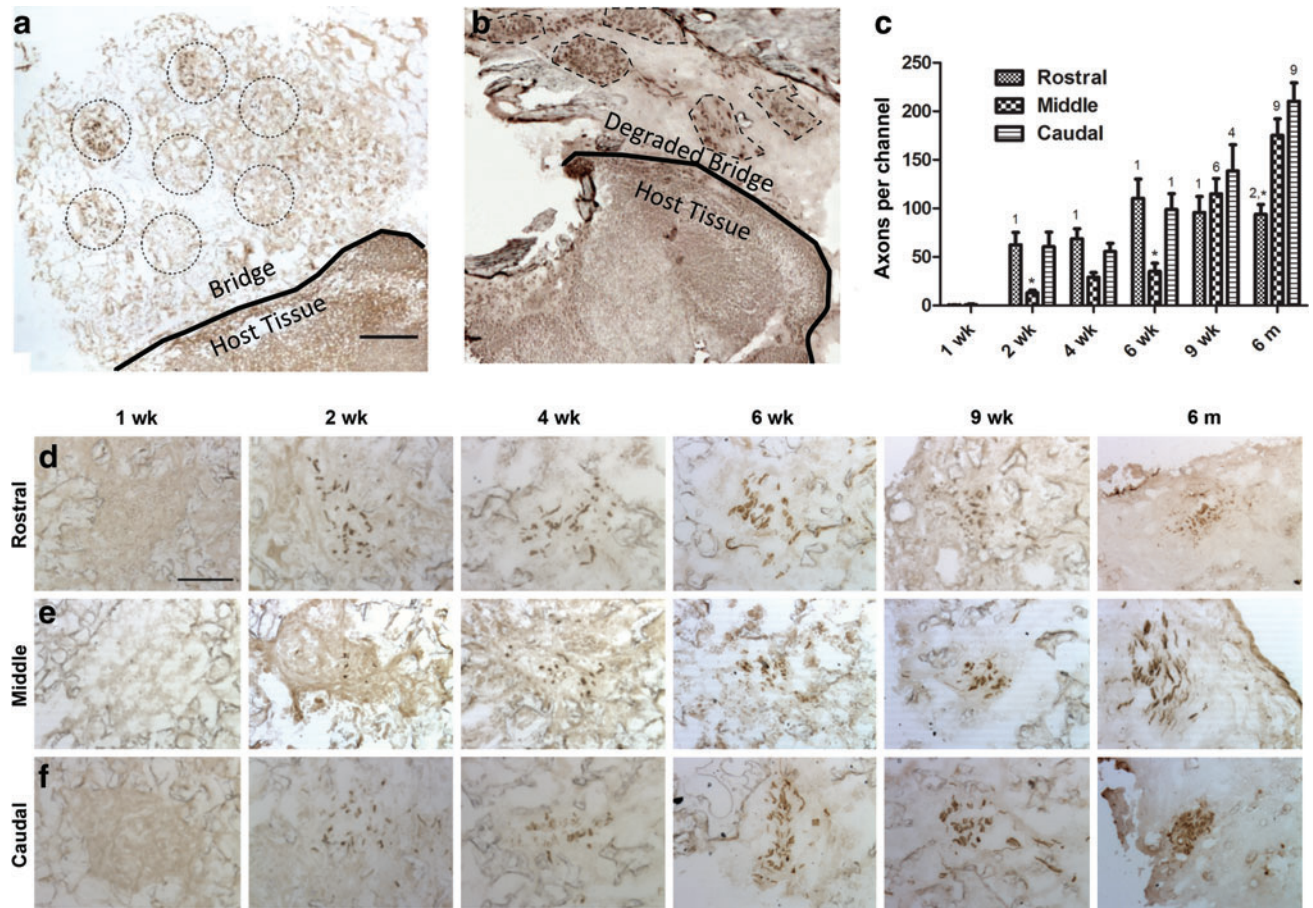 a
Bridge
Host Tissue
b
Degraded Bridge
Host Tissue
c
Axons per channel
250
200
150
100
50
0
Rostral
Middle
Caudal
1
*
1
1
*
1
1
6
4
2,*
9
9
1 wk
2 wk
4 wk
6 wk
9 wk
6 m
1 wk 2 wk 4 wk 6 wk 9 wk 6 m
d
Rostral
e
Middle
f
Caudal